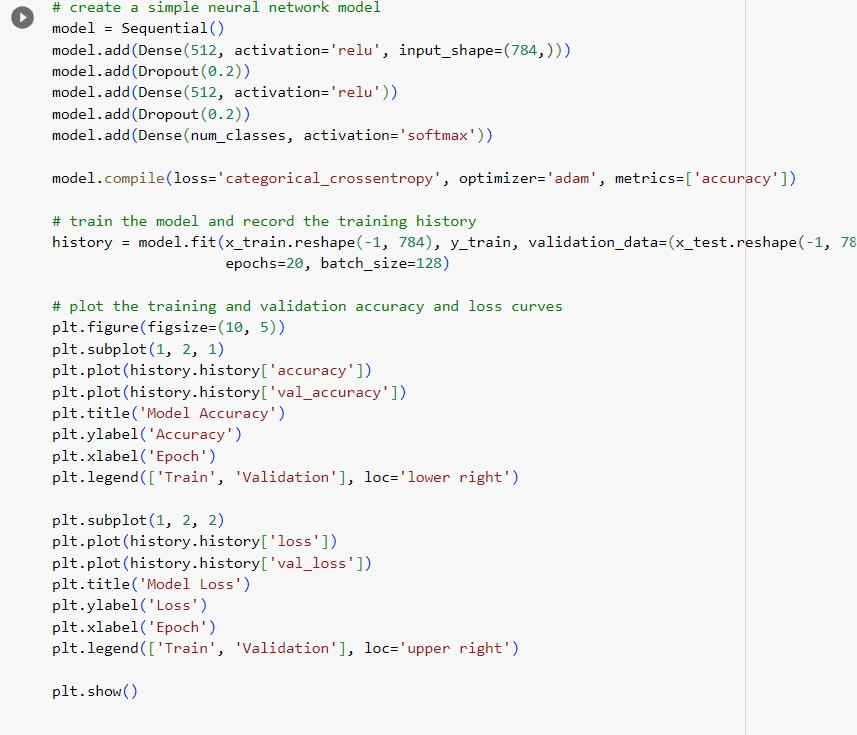 # create a simple neural network model
model = Sequential()
model.add(Dense(512, activation='relu', input_shape=(784,)))
model.add(Dropout(0.2))
model.add(Dense(512, activation='relu'))
model.add(Dropout(0.2))
model.add(Dense(num_classes, activation='softmax'))

model.compile(loss='categorical_crossentropy', optimizer='adam', metrics=['accuracy'])

# train the model and record the training history
history = model.fit(x_train.reshape(-1, 784), y_train, validation_data=(x_test.reshape(-1, 78
                    epochs=20, batch_size=128)

# plot the training and validation accuracy and loss curves
plt.figure(figsize=(10, 5))
plt.subplot(1, 2, 1)
plt.plot(history.history['accuracy'])
plt.plot(history.history['val_accuracy'])
plt.title('Model Accuracy')
plt.ylabel('Accuracy')
plt.xlabel('Epoch')
plt.legend(['Train', 'Validation'], loc='lower right')

plt.subplot(1, 2, 2)
plt.plot(history.history['loss'])
plt.plot(history.history['val_loss'])
plt.title('Model Loss')
plt.ylabel('Loss')
plt.xlabel('Epoch')
plt.legend(['Train', 'Validation'], loc='upper right')

plt.show()